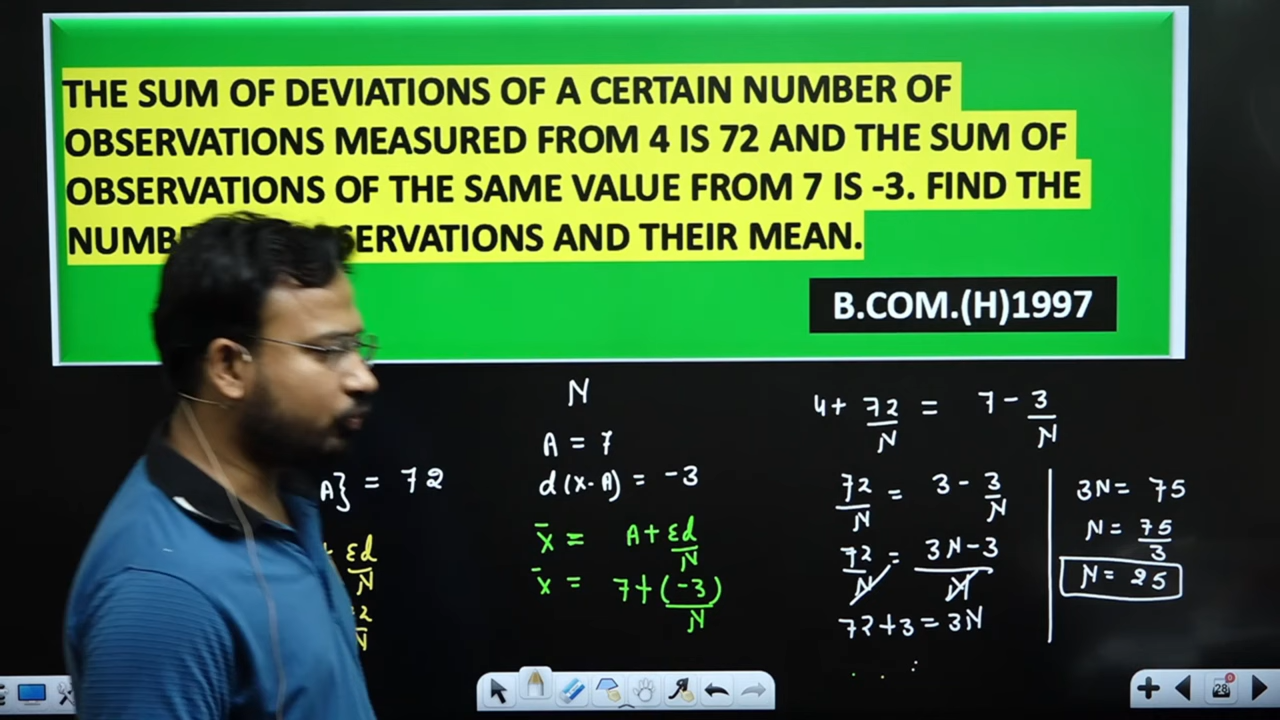 THE SUM OF DEVIATIONS OF A CERTAIN NUMBER OF
OBSERVATIONS MEASURED FROM 4 IS 72 AND THE SUM OF
OBSERVATIONS OF THE SAME VALUE FROM 7 IS -3. FIND THE
AND THEIR MEAN.
B.COM.(H)1997
A} = 72
+ εd/N
N
A = 7
d(x-A) = -3
x̄ = A + εd/N
x̄ = 7 + (-3)/N
4 + 72/N = 7 - 3/N
72/N = 3 - 3/N
72/N = 3N-3/N
72+3 = 3N
3N = 75
N = 75/3
N = 25
28